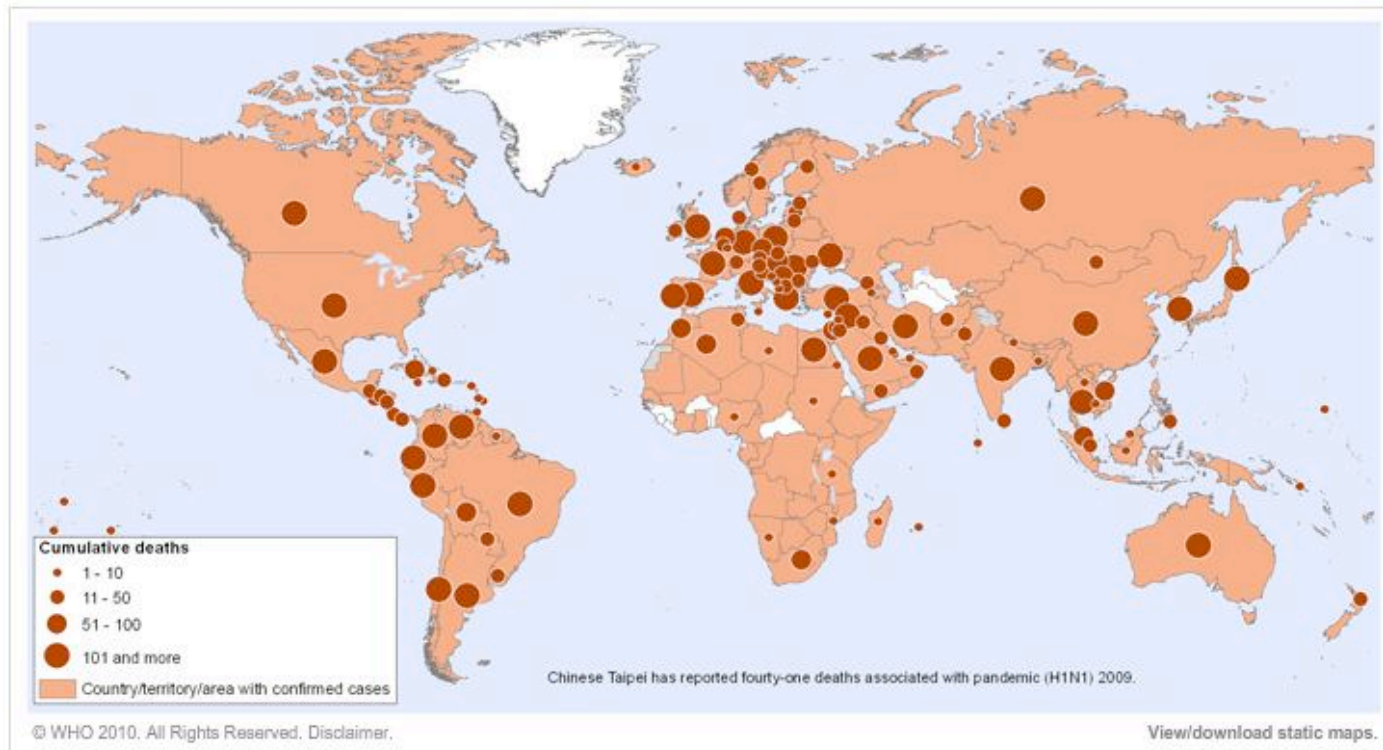 Cumulative deaths
1 - 10
11 - 50
51 - 100
101 and more
Country/territory/area with confirmed cases
Chinese Taipei has reported fourty-one deaths associated with pandemic (H1N1) 2009.
© WHO 2010. All Rights Reserved. Disclaimer.
View/download static maps.